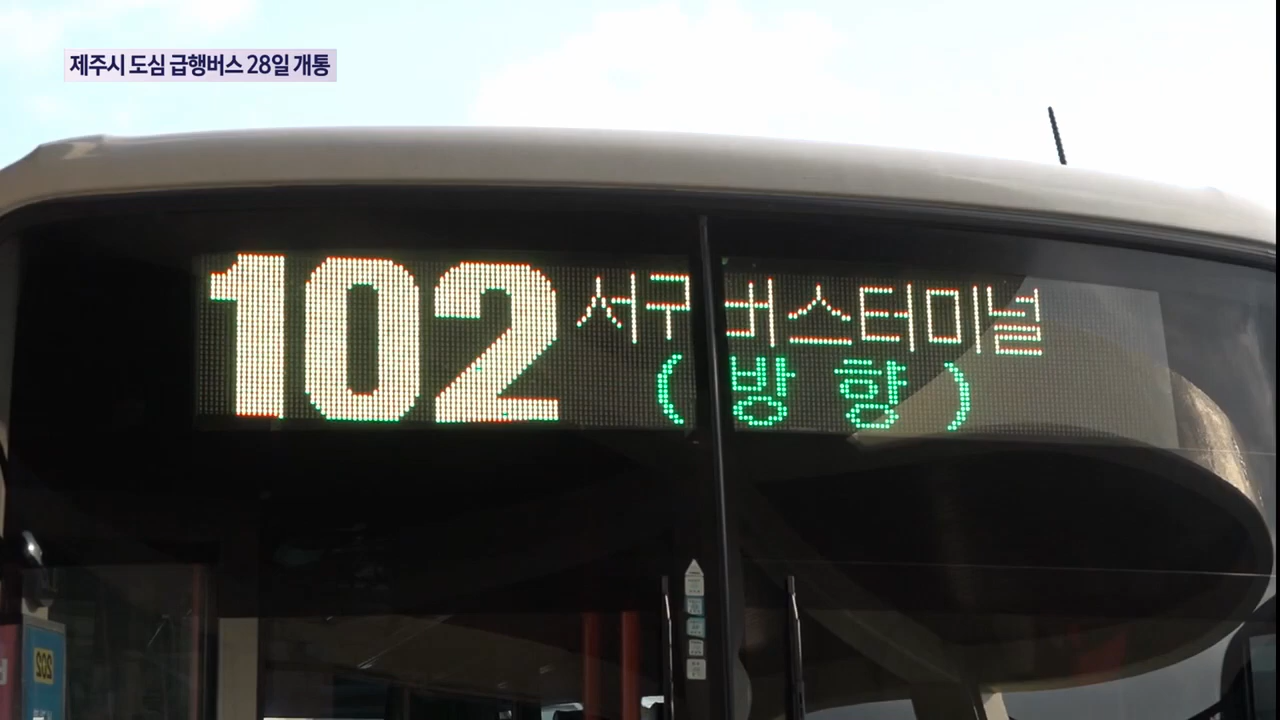 제주시 도심 급행버스 28일 개통
102 서귀버스터미널
(방 향)
202